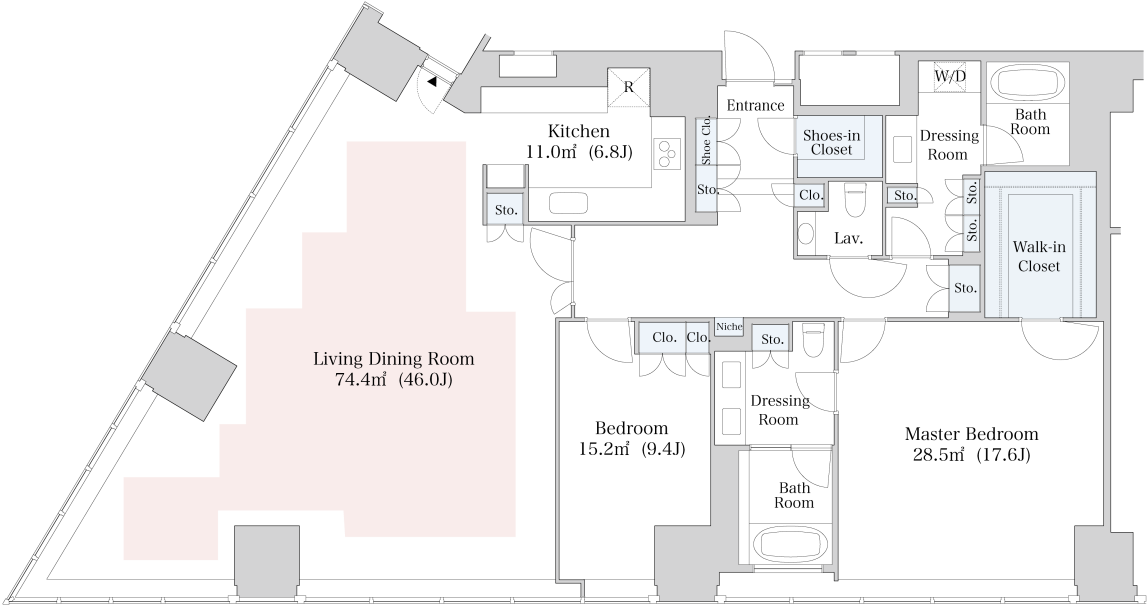 R
Kitchen
11.0㎡ (6.8J)
Sto.
Shoe Clo.
Sto.
Entrance
Shoes-in
Closet
Clo.
Lav.
W/D
Dressing
Room
Sto.
Bath
Room
Sto.
Sto.
Sto.
Walk-in
Closet
Living Dining Room
74.4㎡ (46.0J)
Clo.
Clo.
Niche
Sto.
Bedroom
15.2㎡ (9.4J)
Dressing
Room
Bath
Room
Master Bedroom
28.5㎡ (17.6J)